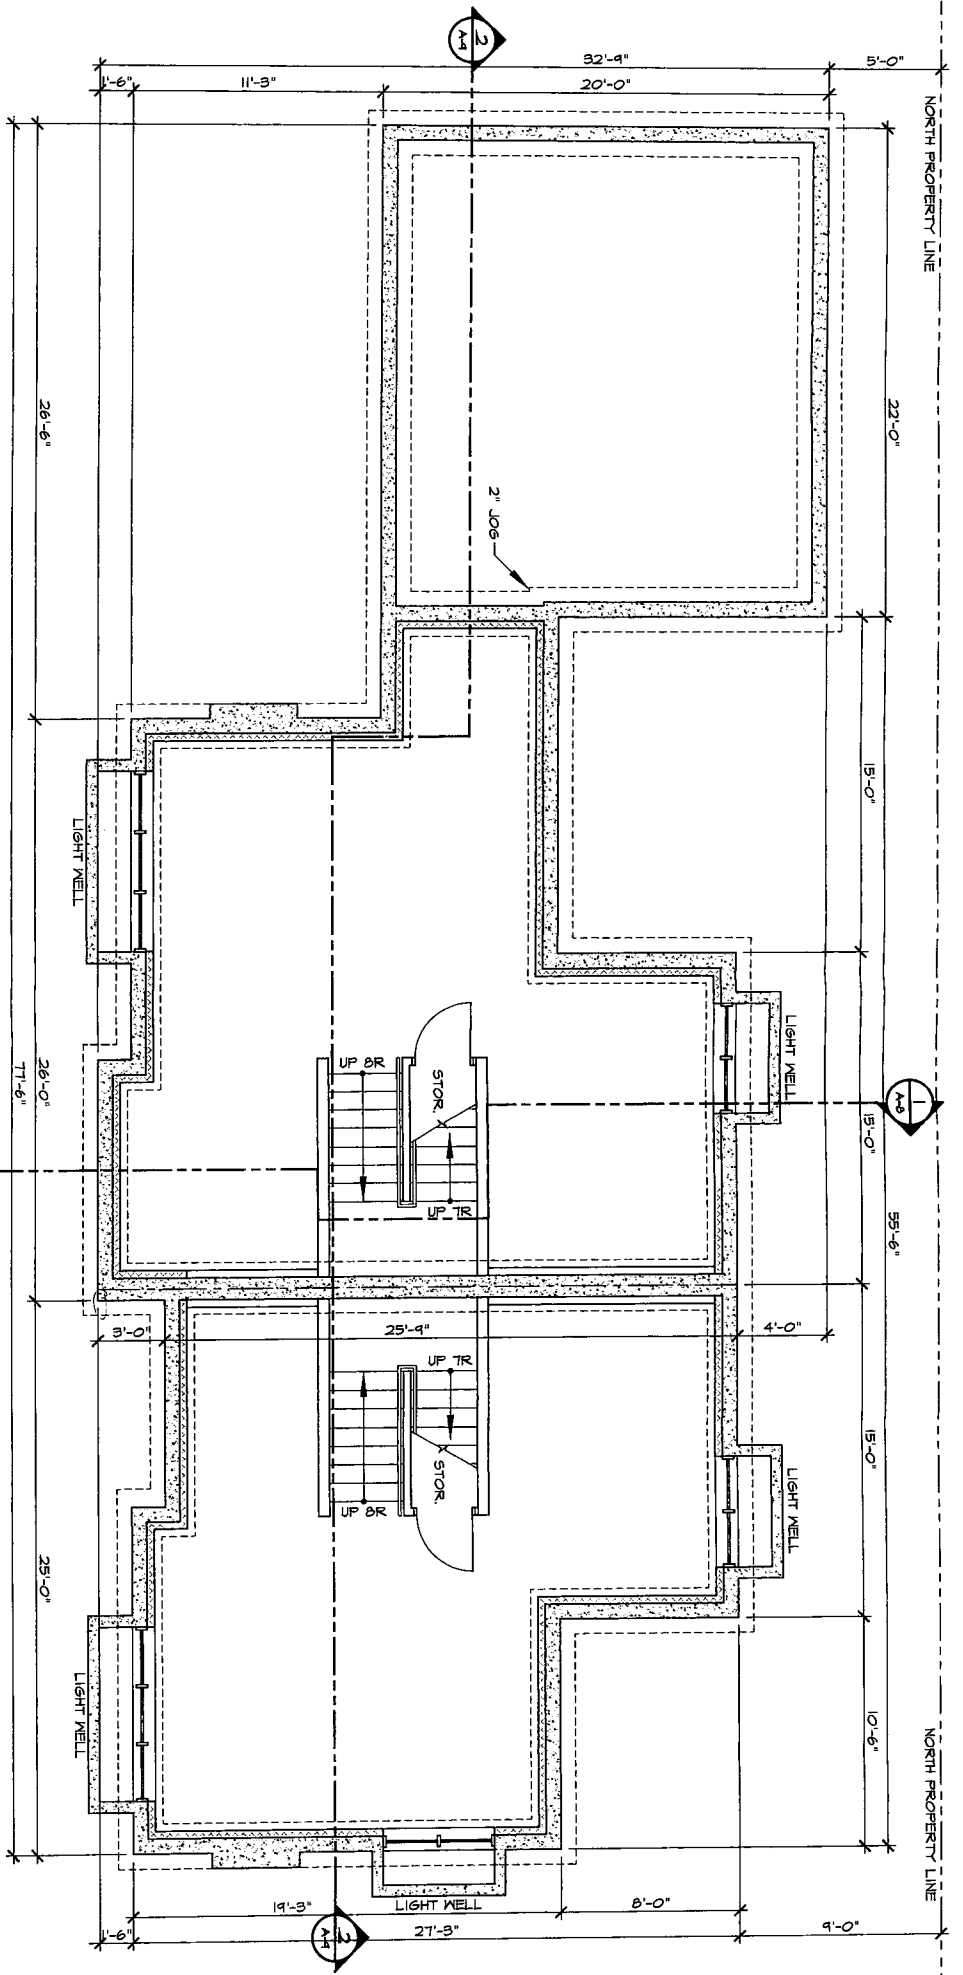 2
A-9
32'-9"
5'-0"
1'-6"
11'-3"
20'-0"
NORTH PROPERTY LINE
22'-0"
26'-6"
2" JOG
15'-0"
LIGHT WELL
LIGHT WELL
1
A-8
UP 8R
STOR.
UP 7R
26'-0"
77'-6"
15'-0"
55'-6"
3'-0"
25'-9"
4'-0"
UP 7R
STOR.
UP 8R
15'-0"
LIGHT WELL
25'-0"
LIGHT WELL
10'-6"
NORTH PROPERTY LINE
LIGHT WELL
19'-3"
8'-0"
1'-6"
27'-3"
9'-0"
2
A-9